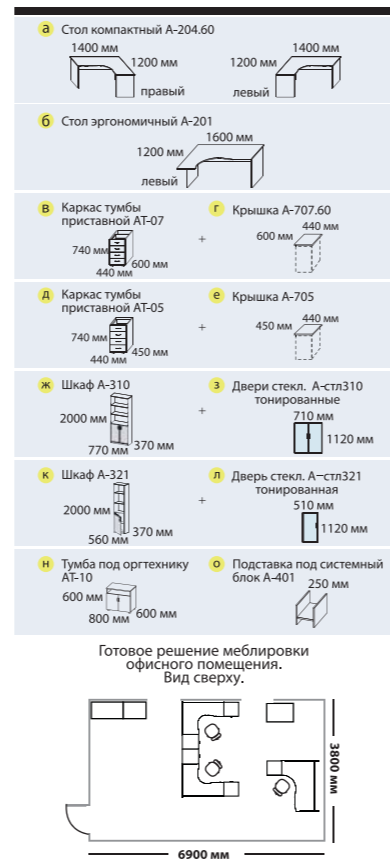 а Стол компактный А-204.60
1400 мм 1400 мм
1200 мм 1200 мм
правый левый
б Стол эргономичный А-201
1600 мм
1200 мм
левый
в Каркас тумбы г Крышка А-707.60
приставной АТ-07 440 мм
740 мм + 600 мм
600 мм
440 мм
д Каркас тумбы е Крышка А-705
приставной АТ-05 440 мм
740 мм + 450 мм
450 мм
440 мм
ж Шкаф А-310 з Двери стекл. А-стл310
тонированные
2000 мм + 710 мм
1120 мм
770 мм 370 мм
к Шкаф А-321 л Дверь стекл. А–стл321
тонированная
2000 мм + 510 мм
370 мм 1120 мм
560 мм
н Тумба под оргтехнику о Подставка под системный
АТ-10 блок А-401
600 мм 250 мм
600 мм
800 мм
Готовое решение меблировки
офисного помещения.
Вид сверху.
3800 мм
6900 мм